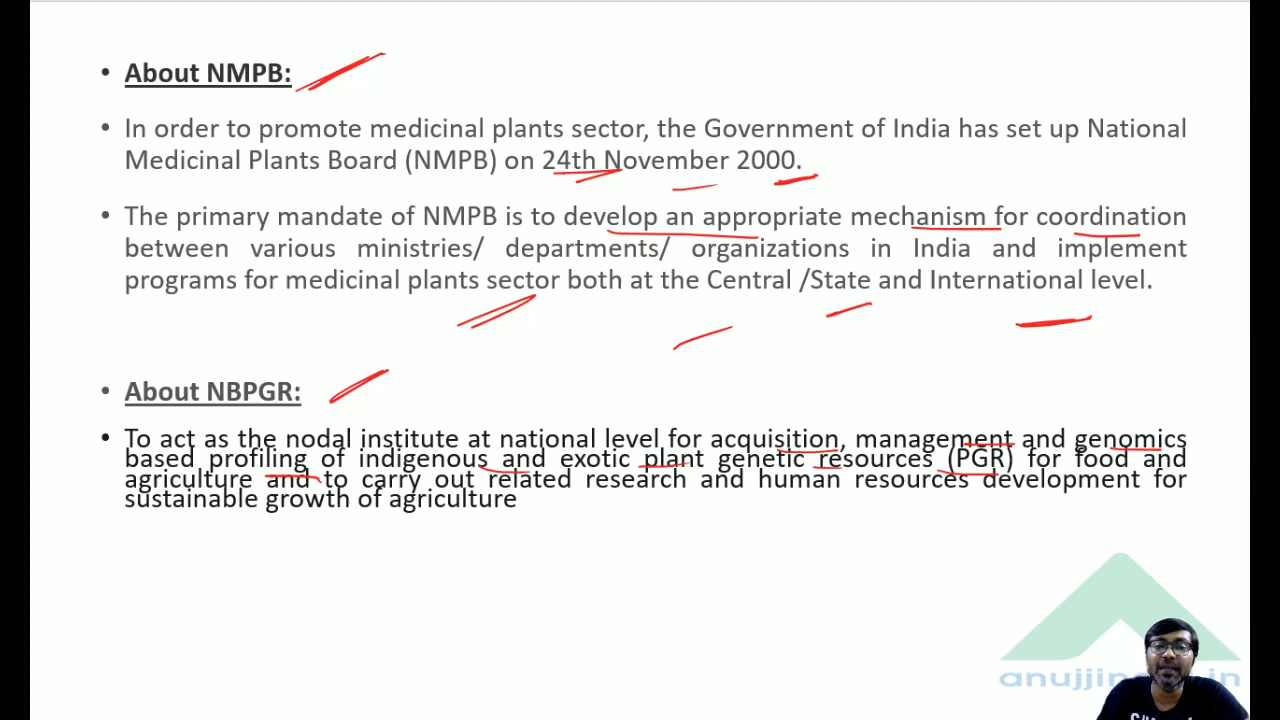 • About NMPB:
• In order to promote medicinal plants sector, the Government of India has set up National
Medicinal Plants Board (NMPB) on 24th November 2000.
• The primary mandate of NMPB is to develop an appropriate mechanism for coordination
between various ministries/ departments/ organizations in India and implement
programs for medicinal plants sector both at the Central /State and International level.
• About NBPGR:
• To act as the nodal institute at national level for acquisition, management and genomics
based profiling of indigenous and exotic plant genetic resources (PGR) for food and
agriculture and to carry out related research and human resources development for
sustainable growth of agriculture